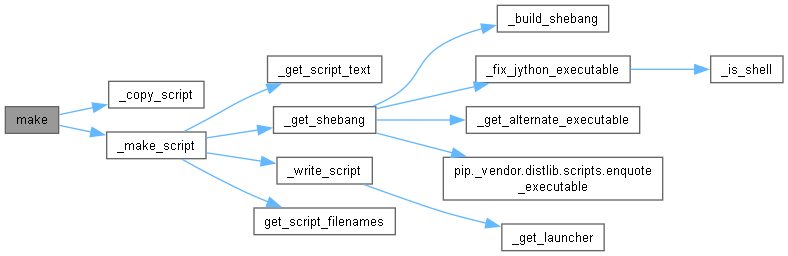 make
_copy_script
_make_script
_get_script_text
_get_shebang
_write_script
get_script_filenames
_build_shebang
_fix_jython_executable
_get_alternate_executable
pip._vendor.distlib.scripts.enquote
_executable
_get_launcher
_is_shell